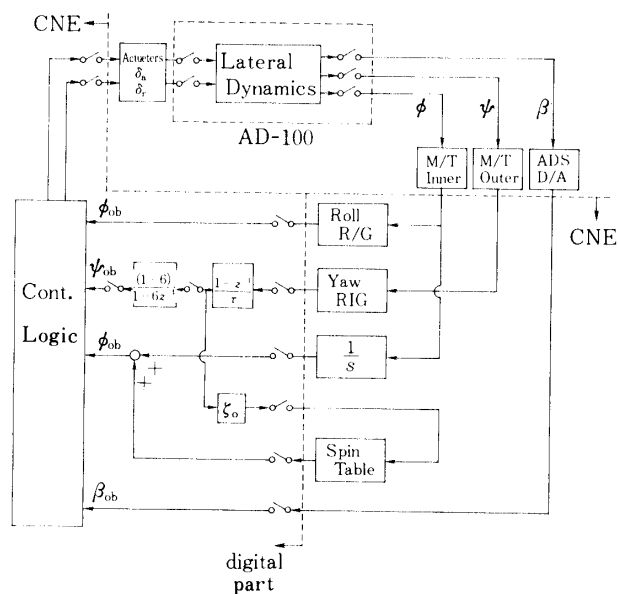 CNE
Actueters
δa
δr
Lateral
Dynamics
AD-100
ϕ
ψ
β
M/T
Inner
M/T
Outer
ADS
D/A
CNE
Cont.
Logic
ϕob
Roll
R/G
ψob
Yaw
RIG
ϕob
1
S
+
+
ζo
Spin
Table
βob
digital
part